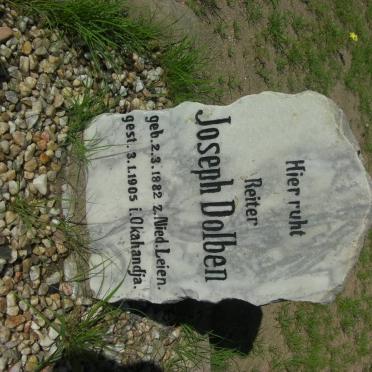 Hier ruht
Reiter
Joseph Dolben
geb. 2.3.1882 z. Nied. Leien.
gest. 3.1.1905 i. Okahandja.